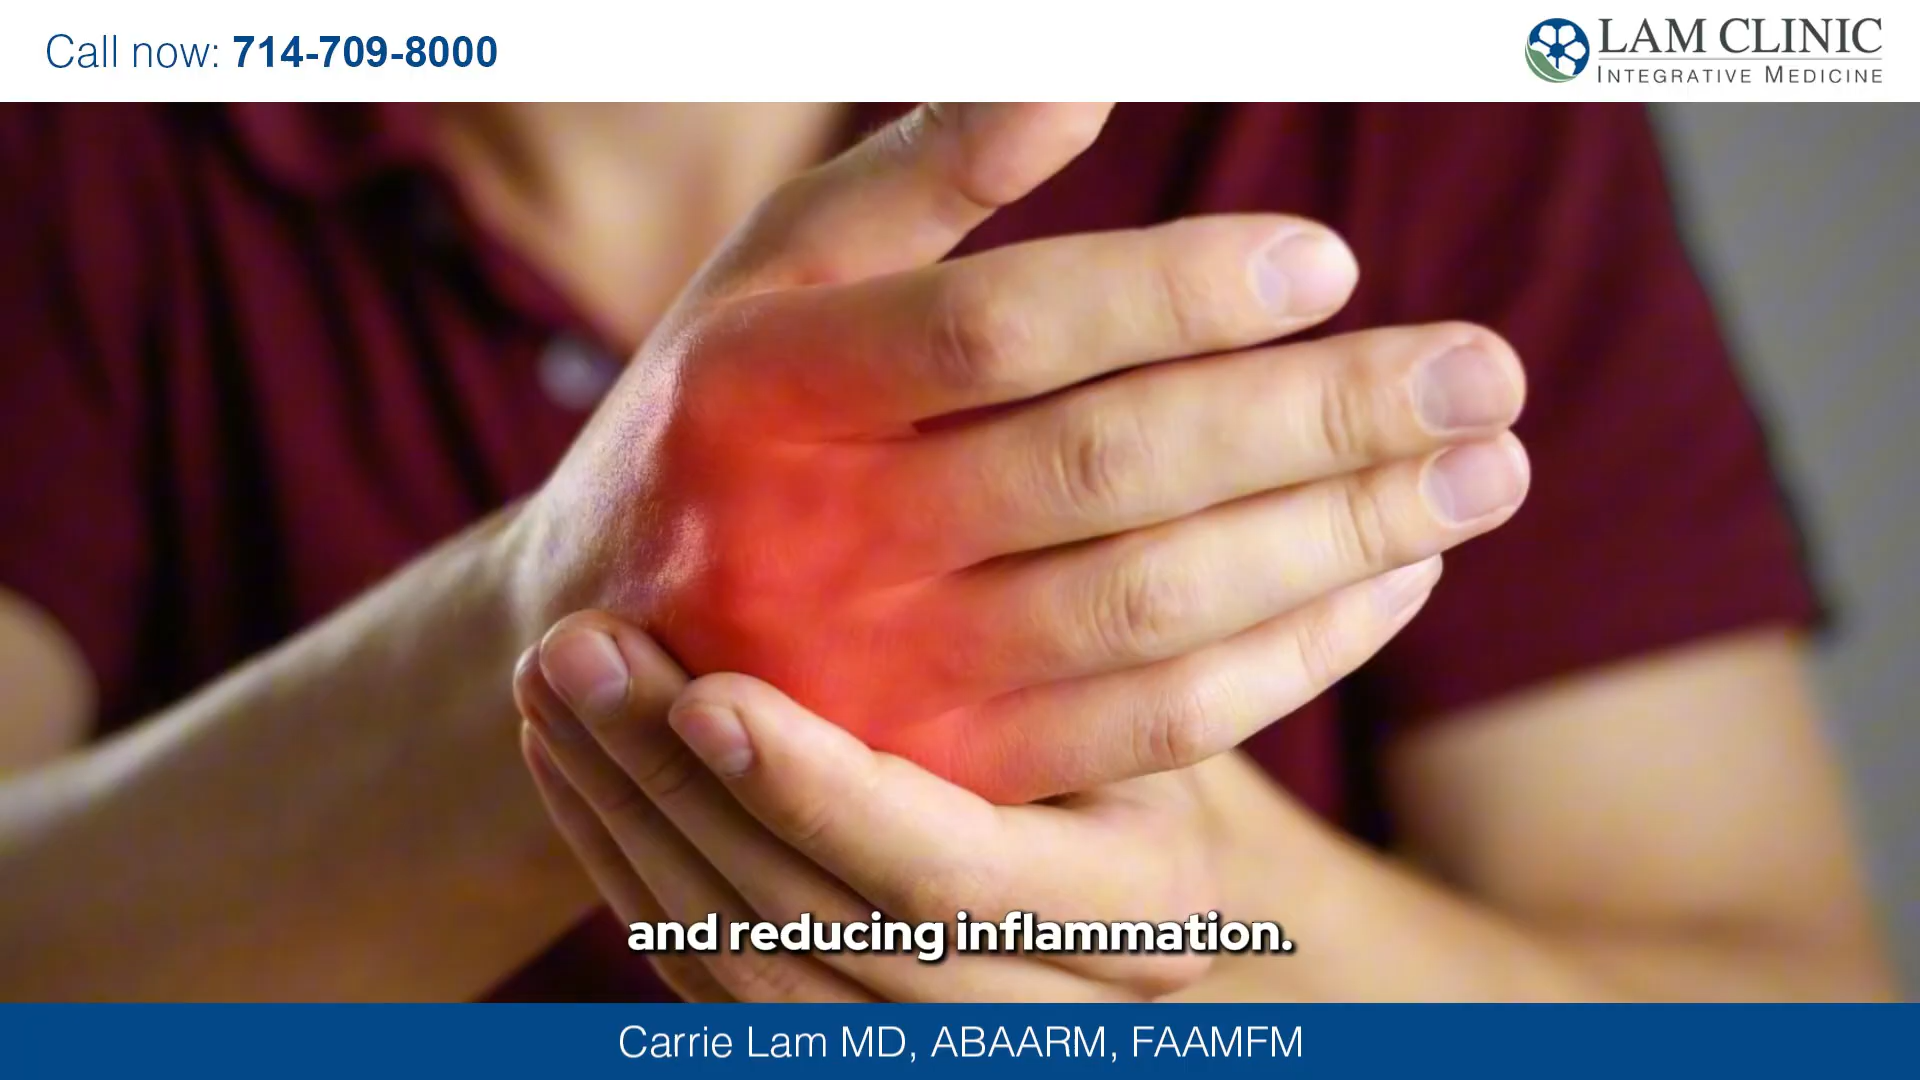 Call now: 714-709-8000
LAM CLINIC
INTEGRATIVE MEDICINE
and reducing inflammation.
Carrie Lam MD, ABAARM, FAAMFM